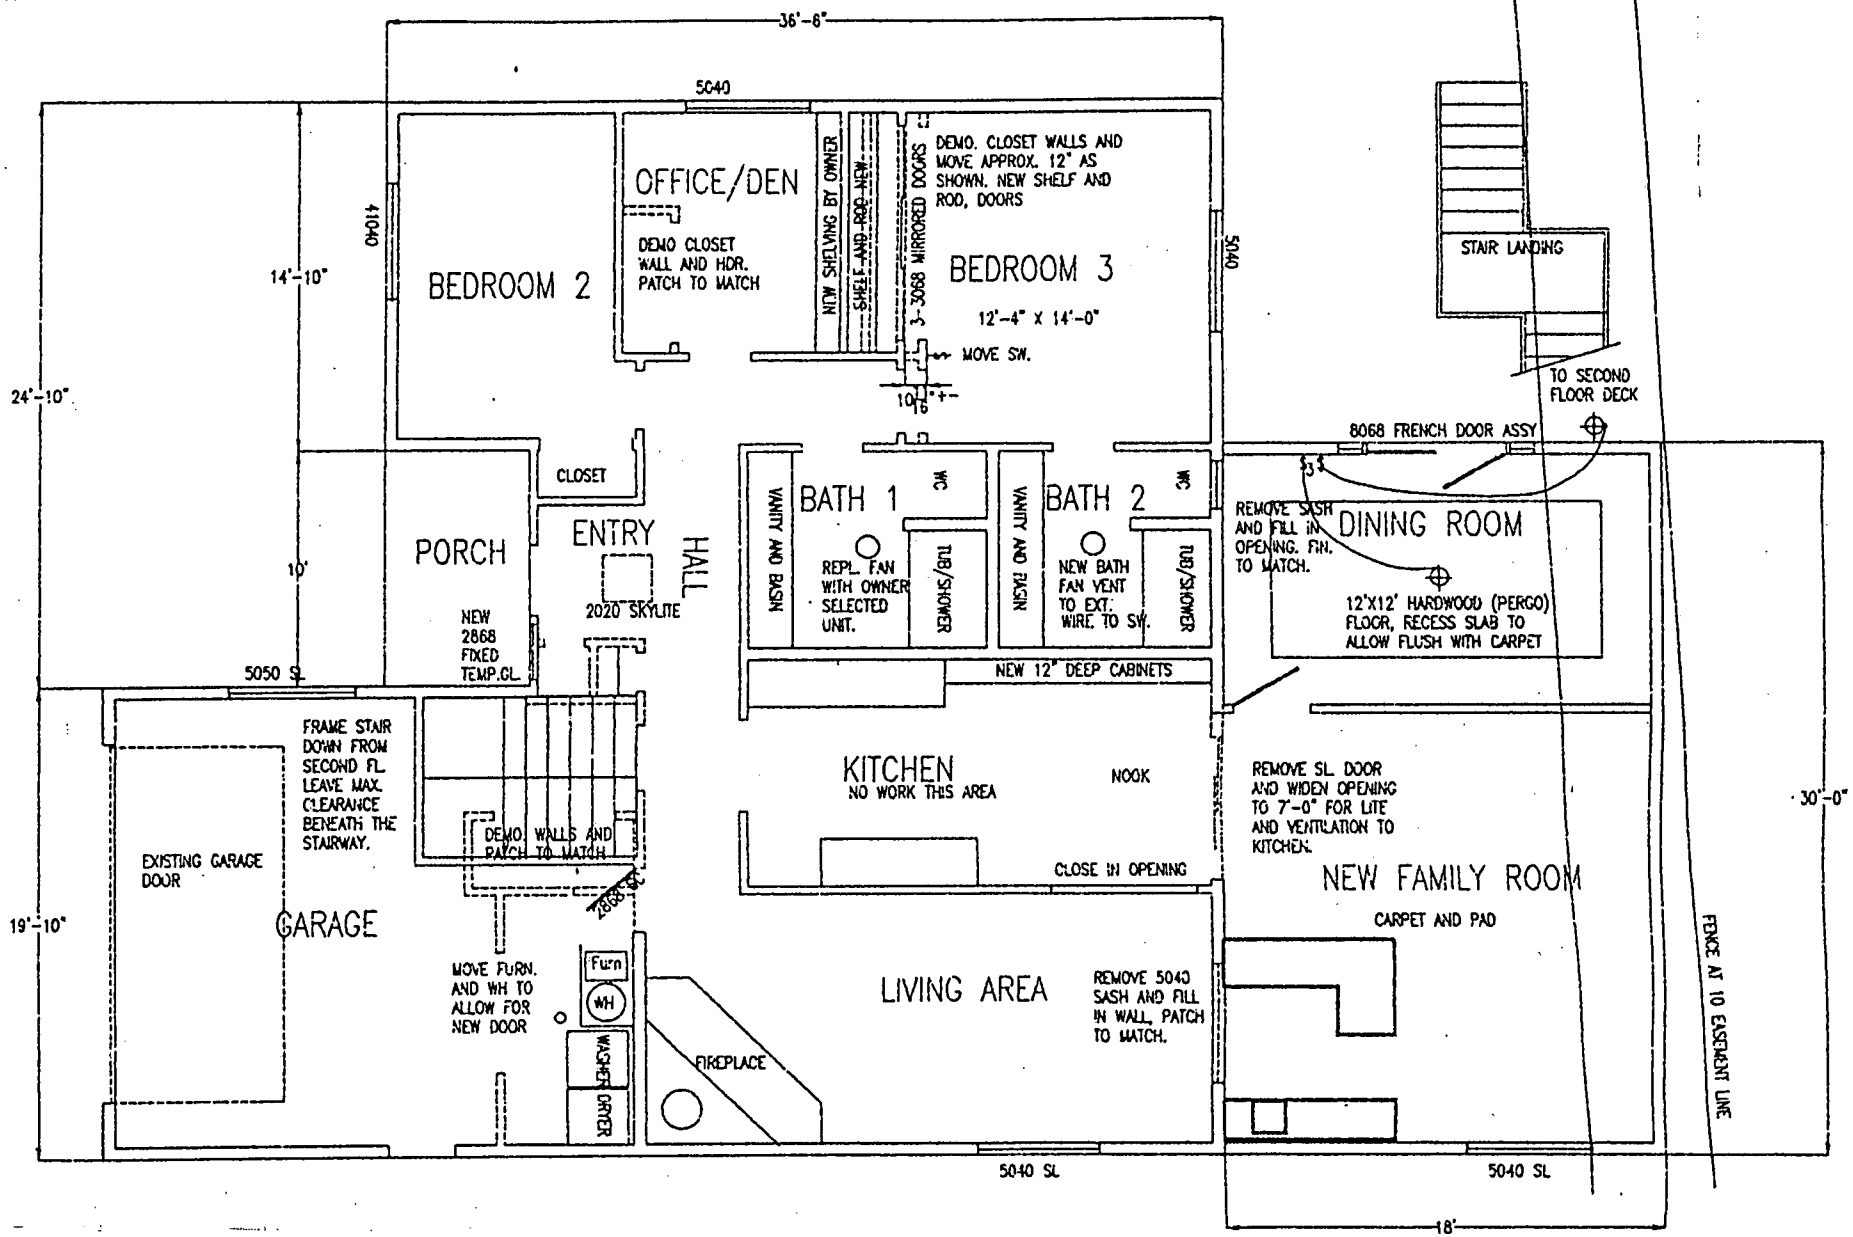 36'-6"
5040
OFFICE/DEN
DEMO CLOSET
WALL AND HDR.
PATCH TO MATCH
NEW SHELVING BY OWNER
SHELF AND ROD NEW
3-3068 MIRRORED DOORS
DEMO. CLOSET WALLS AND
MOVE APPROX. 12" AS
SHOWN. NEW SHELF AND
ROD, DOORS
BEDROOM 2
BEDROOM 3
12'-4" X 14'-0"
MOVE SW.
41040
5040
14'-10"
24'-10"
10'
STAIR LANDING
TO SECOND
FLOOR DECK
8068 FRENCH DOOR ASSY
CLOSET
ENTRY
HALL
2020 SKYLITE
PORCH
NEW
2868
FIXED
TEMP.GL.
5050 SL
BATH 1
WC
VANITY AND BASIN
REPL. FAN
WITH OWNER
SELECTED
UNIT.
TUB/SHOWER
BATH 2
WC
VANITY AND BASIN
NEW BATH
FAN VENT
TO EXT.
WIRE TO SW.
TUB/SHOWER
REMOVE SASH
AND FILL IN
OPENING. FIN.
TO MATCH.
$3$
DINING ROOM
12'X12' HARDWOOD (PERGO)
FLOOR, RECESS SLAB TO
ALLOW FLUSH WITH CARPET
NEW 12" DEEP CABINETS
KITCHEN
NO WORK THIS AREA
NOOK
CLOSE IN OPENING
REMOVE SL. DOOR
AND WIDEN OPENING
TO 7'-0" FOR LITE
AND VENTILATION TO
KITCHEN.
NEW FAMILY ROOM
CARPET AND PAD
30'-0"
FRAME STAIR
DOWN FROM
SECOND FL.
LEAVE MAX.
CLEARANCE
BENEATH THE
STAIRWAY.
DEMO. WALLS AND
PATCH TO MATCH
EXISTING GARAGE
DOOR
GARAGE
19'-10"
MOVE FURN.
AND WH TO
ALLOW FOR
NEW DOOR
Furn
WH
WASHER
DRYER
FIREPLACE
LIVING AREA
REMOVE 5040
SASH AND FILL
IN WALL, PATCH
TO MATCH.
FENCE AT 10 EASEMENT LINE
5040 SL
5040 SL
18'